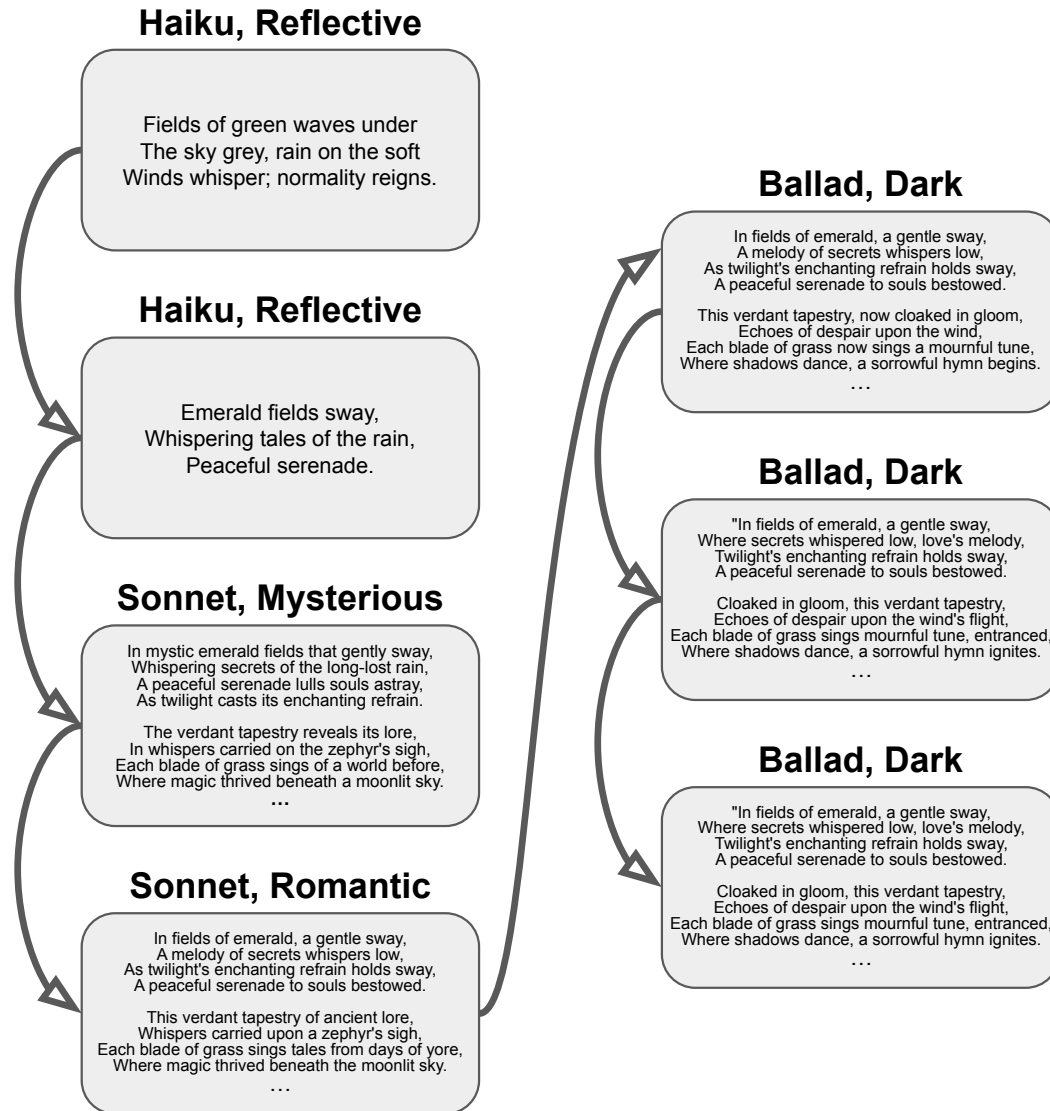 Haiku, Reflective
Fields of green waves under
The sky grey, rain on the soft
Winds whisper; normality reigns.
Haiku, Reflective
Emerald fields sway,
Whispering tales of the rain,
Peaceful serenade.
Sonnet, Mysterious
In mystic emerald fields that gently sway,
Whispering secrets of the long-lost rain,
A peaceful serenade lulls souls astray,
As twilight casts its enchanting refrain.
The verdant tapestry reveals its lore,
In whispers carried on the zephyr's sigh,
Each blade of grass sings of a world before,
Where magic thrived beneath a moonlit sky.
...
Sonnet, Romantic
In fields of emerald, a gentle sway,
A melody of secrets whispers low,
As twilight's enchanting refrain holds sway,
A peaceful serenade to souls bestowed.
This verdant tapestry of ancient lore,
Whispers carried upon a zephyr's sigh,
Each blade of grass sings tales from days of yore,
Where magic thrived beneath the moonlit sky.
...
Ballad, Dark
In fields of emerald, a gentle sway,
A melody of secrets whispers low,
As twilight's enchanting refrain holds sway,
A peaceful serenade to souls bestowed.
This verdant tapestry, now cloaked in gloom,
Echoes of despair upon the wind,
Each blade of grass now sings a mournful tune,
Where shadows dance, a sorrowful hymn begins.
...
Ballad, Dark
"In fields of emerald, a gentle sway,
Where secrets whispered low, love's melody,
Twilight's enchanting refrain holds sway,
A peaceful serenade to souls bestowed.
Cloaked in gloom, this verdant tapestry,
Echoes of despair upon the wind's flight,
Each blade of grass sings mournful tune, entranced,
Where shadows dance, a sorrowful hymn ignites.
...
Ballad, Dark
"In fields of emerald, a gentle sway,
Where secrets whispered low, love's melody,
Twilight's enchanting refrain holds sway,
A peaceful serenade to souls bestowed.
Cloaked in gloom, this verdant tapestry,
Echoes of despair upon the wind's flight,
Each blade of grass sings mournful tune, entranced,
Where shadows dance, a sorrowful hymn ignites.
...